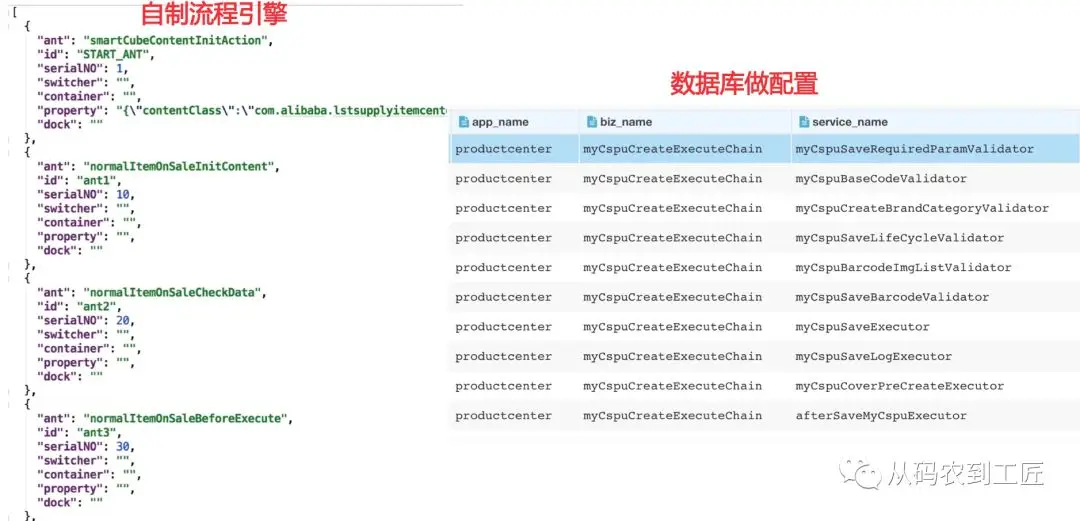 自制流程引擎
[
{
"ant": "smartCubeContentInitAction",
"id": "START_ANT",
"serialNO": 1,
"switcher": "",
"container": "",
"property": "{\"contentClass\":\"com.alibaba.lstsupplyitemcente
"dock": ""
},
{
"ant": "normalItemOnSaleInitContent",
"id": "ant1",
"serialNO": 10,
"switcher": "",
"container": "",
"property": "",
"dock": ""
},
{
"ant": "normalItemOnSaleCheckData",
"id": "ant2",
"serialNO": 20,
"switcher": "",
"container": "",
"property": "",
"dock": ""
},
{
"ant": "normalItemOnSaleBeforeExecute",
"id": "ant3",
"serialNO": 30,
"switcher": "",
"container": "",
"property": "",
"dock": ""
},
数据库做配置
app_name biz_name service_name
productcenter myCspuCreateExecuteChain myCspuSaveRequiredParamValidator
productcenter myCspuCreateExecuteChain myCspuBaseCodeValidator
productcenter myCspuCreateExecuteChain myCspuCreateBrandCategoryValidator
productcenter myCspuCreateExecuteChain myCspuSaveLifeCycleValidator
productcenter myCspuCreateExecuteChain myCspuBarcodeImgListValidator
productcenter myCspuCreateExecuteChain myCspuSaveBarcodeValidator
productcenter myCspuCreateExecuteChain myCspuSaveExecutor
productcenter myCspuCreateExecuteChain myCspuSaveLogExecutor
productcenter myCspuCreateExecuteChain myCspuCoverPreCreateExecutor
productcenter myCspuCreateExecuteChain afterSaveMyCspuExecutor
从码农到工匠